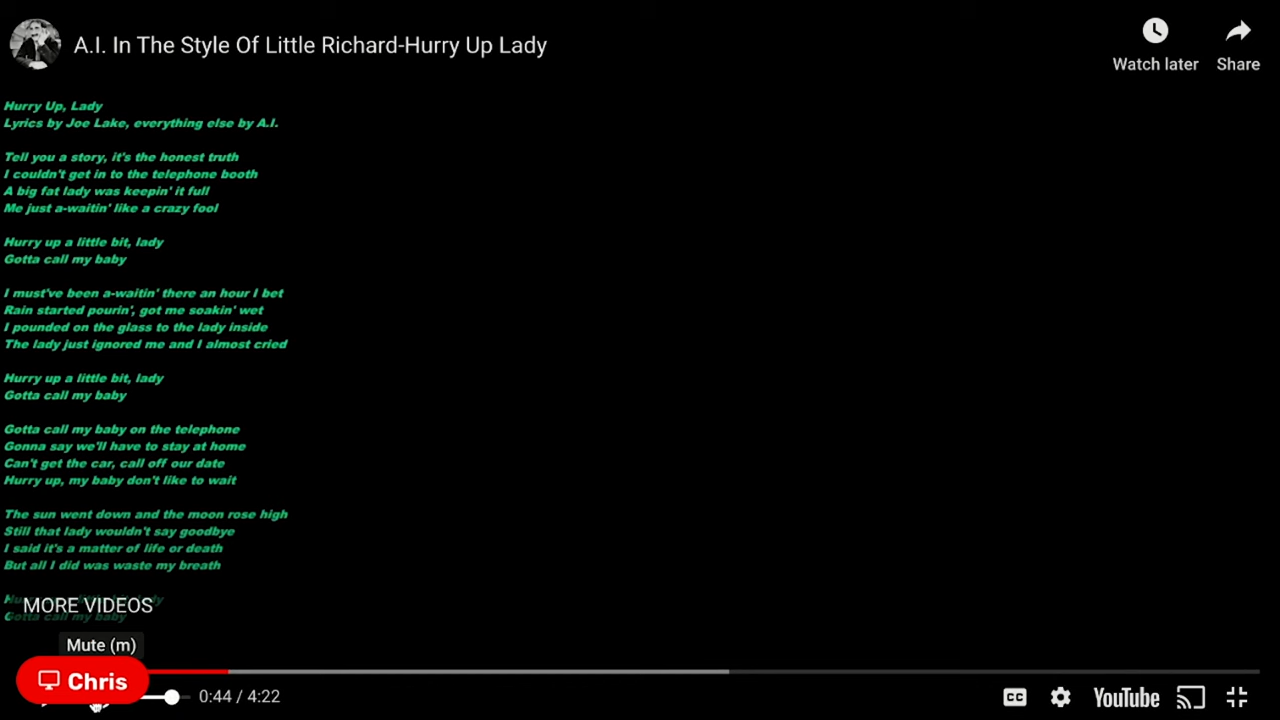 A.I. In The Style Of Little Richard-Hurry Up Lady
Watch later
Share
Hurry Up, Lady
Lyrics by Joe Lake, everything else by A.I.
Tell you a story, it's the honest truth
I couldn't get in to the telephone booth
A big fat lady was keepin' it full
Me just a-waitin' like a crazy fool
Hurry up a little bit, lady
Gotta call my baby
I must've been a-waitin' there an hour I bet
Rain started pourin', got me soakin' wet
I pounded on the glass to the lady inside
The lady just ignored me and I almost cried
Hurry up a little bit, lady
Gotta call my baby
Gotta call my baby on the telephone
Gonna say we'll have to stay at home
Can't get the car, call off our date
Hurry up, my baby don't like to wait
The sun went down and the moon rose high
Still that lady wouldn't say goodbye
I said it's a matter of life or death
But all I did was waste my breath
MORE VIDEOS
Gotta call my baby
Mute (m)
Chris
0:44 / 4:22
CC
YouTube